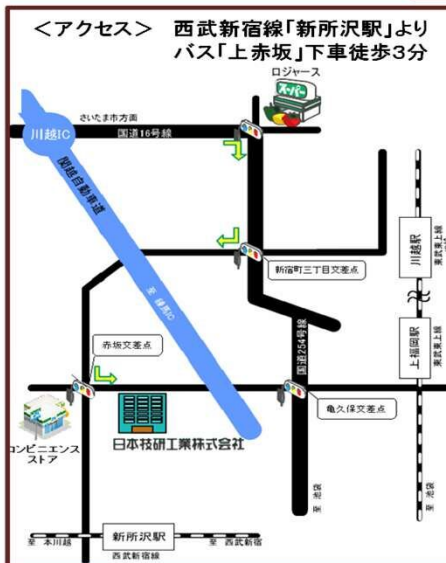 ＜アクセス＞ 西武新宿線「新所沢駅」より
バス「上赤坂」下車徒歩３分
ロジャース
スーパー
さいたま市方面
川越IC
国道16号線
関越自動車道
至 練馬IC
新宿町三丁目交差点
川越駅
東武東上線
上福岡駅
東武東上線
国道254号線
赤坂交差点
亀久保交差点
コンビニエンス
ストア
日本技研工業株式会社
至 池袋
至 池袋
新所沢駅
至 本川越
至 西武新宿
西武新宿線